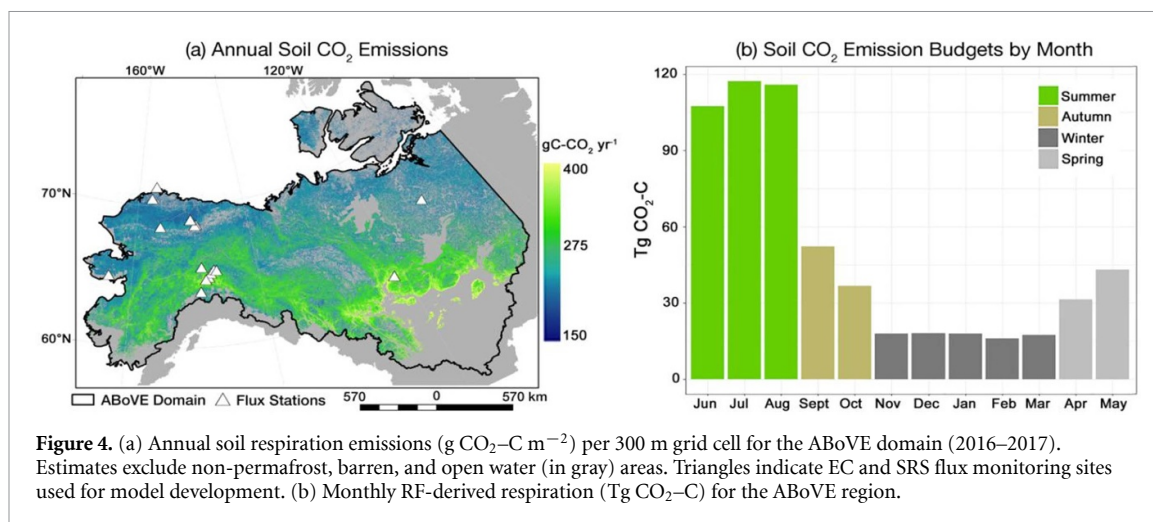 (a) Annual Soil CO₂ Emissions
160°W 120°W
70°N
60°N
gC-CO₂ yr⁻¹
400
275
150
ABoVE Domain Flux Stations 570 0 570 km
(b) Soil CO₂ Emission Budgets by Month
Tg CO₂-C
120
90
60
30
0
Summer
Autumn
Winter
Spring
Jun Jul Aug Sept Oct Nov Dec Jan Feb Mar Apr May
Figure 4. (a) Annual soil respiration emissions (g CO₂–C m⁻²) per 300 m grid cell for the ABoVE domain (2016–2017).
Estimates exclude non-permafrost, barren, and open water (in gray) areas. Triangles indicate EC and SRS flux monitoring sites
used for model development. (b) Monthly RF-derived respiration (Tg CO₂–C) for the ABoVE region.